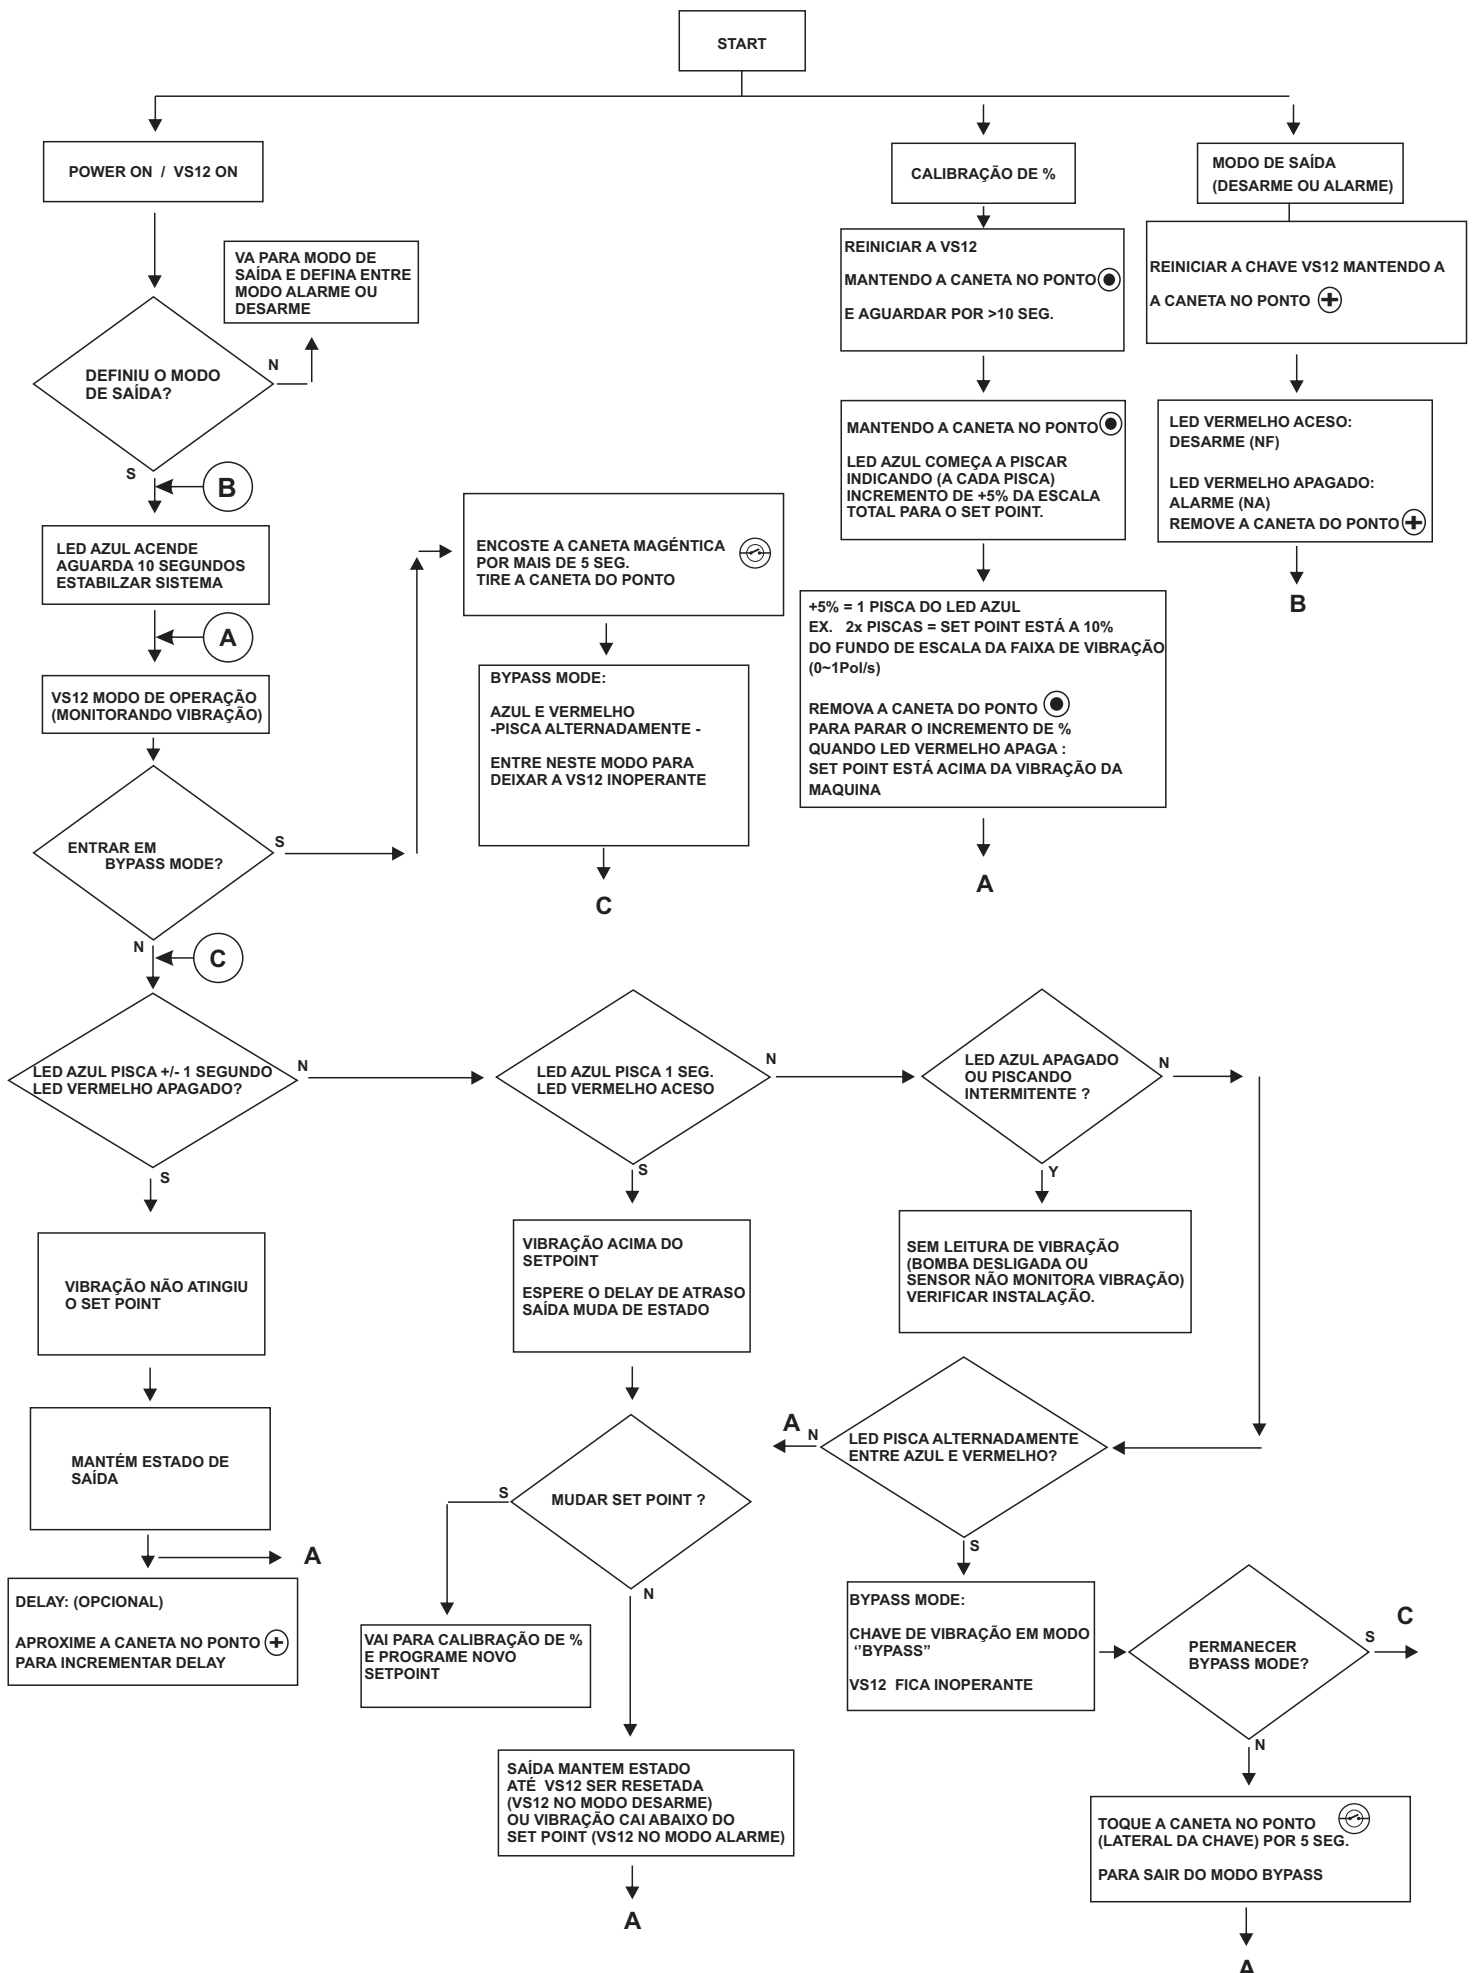 START
POWER ON / VS12 ON
CALIBRAÇÃO DE %
MODO DE SAÍDA
(DESARME OU ALARME)
VA PARA MODO DE
SAÍDA E DEFINA ENTRE
MODO ALARME OU
DESARME
DEFINIU O MODO
DE SAÍDA?
N
S
B
REINICIAR A VS12
MANTENDO A CANETA NO PONTO
E AGUARDAR POR >10 SEG.
REINICIAR A CHAVE VS12 MANTENDO A
A CANETA NO PONTO
MANTENDO A CANETA NO PONTO
LED AZUL COMEÇA A PISCAR
INDICANDO (A CADA PISCA)
INCREMENTO DE +5% DA ESCALA
TOTAL PARA O SET POINT.
LED VERMELHO ACESO:
DESARME (NF)
LED VERMELHO APAGADO:
ALARME (NA)
REMOVE A CANETA DO PONTO
B
LED AZUL ACENDE
AGUARDA 10 SEGUNDOS
ESTABILZAR SISTEMA
A
VS12 MODO DE OPERAÇÃO
(MONITORANDO VIBRAÇÃO)
ENCOSTE A CANETA MAGÉNTICA
POR MAIS DE 5 SEG.
TIRE A CANETA DO PONTO
BYPASS MODE:
AZUL E VERMELHO
-PISCA ALTERNADAMENTE -
ENTRE NESTE MODO PARA
DEIXAR A VS12 INOPERANTE
C
+5% = 1 PISCA DO LED AZUL
EX. 2x PISCAS = SET POINT ESTÁ A 10%
DO FUNDO DE ESCALA DA FAIXA DE VIBRAÇÃO
(0~1Pol/s)
REMOVA A CANETA DO PONTO
PARA PARAR O INCREMENTO DE %
QUANDO LED VERMELHO APAGA :
SET POINT ESTÁ ACIMA DA VIBRAÇÃO DA
MAQUINA
A
ENTRAR EM
BYPASS MODE?
S
N
C
LED AZUL PISCA +/- 1 SEGUNDO
LED VERMELHO APAGADO?
N
S
LED AZUL PISCA 1 SEG.
LED VERMELHO ACESO
N
S
LED AZUL APAGADO
OU PISCANDO
INTERMITENTE ?
N
Y
VIBRAÇÃO NÃO ATINGIU
O SET POINT
VIBRAÇÃO ACIMA DO
SETPOINT
ESPERE O DELAY DE ATRASO
SAÍDA MUDA DE ESTADO
SEM LEITURA DE VIBRAÇÃO
(BOMBA DESLIGADA OU
SENSOR NÃO MONITORA VIBRAÇÃO)
VERIFICAR INSTALAÇÃO.
MANTÉM ESTADO DE
SAÍDA
A
DELAY: (OPCIONAL)
APROXIME A CANETA NO PONTO
PARA INCREMENTAR DELAY
MUDAR SET POINT ?
S
N
A
N
LED PISCA ALTERNADAMENTE
ENTRE AZUL E VERMELHO?
S
VAI PARA CALIBRAÇÃO DE %
E PROGRAME NOVO
SETPOINT
BYPASS MODE:
CHAVE DE VIBRAÇÃO EM MODO
‘’BYPASS”
VS12 FICA INOPERANTE
PERMANECER
BYPASS MODE?
S
C
N
SAÍDA MANTEM ESTADO
ATÉ VS12 SER RESETADA
(VS12 NO MODO DESARME)
OU VIBRAÇÃO CAI ABAIXO DO
SET POINT (VS12 NO MODO ALARME)
A
TOQUE A CANETA NO PONTO
(LATERAL DA CHAVE) POR 5 SEG.
PARA SAIR DO MODO BYPASS
A